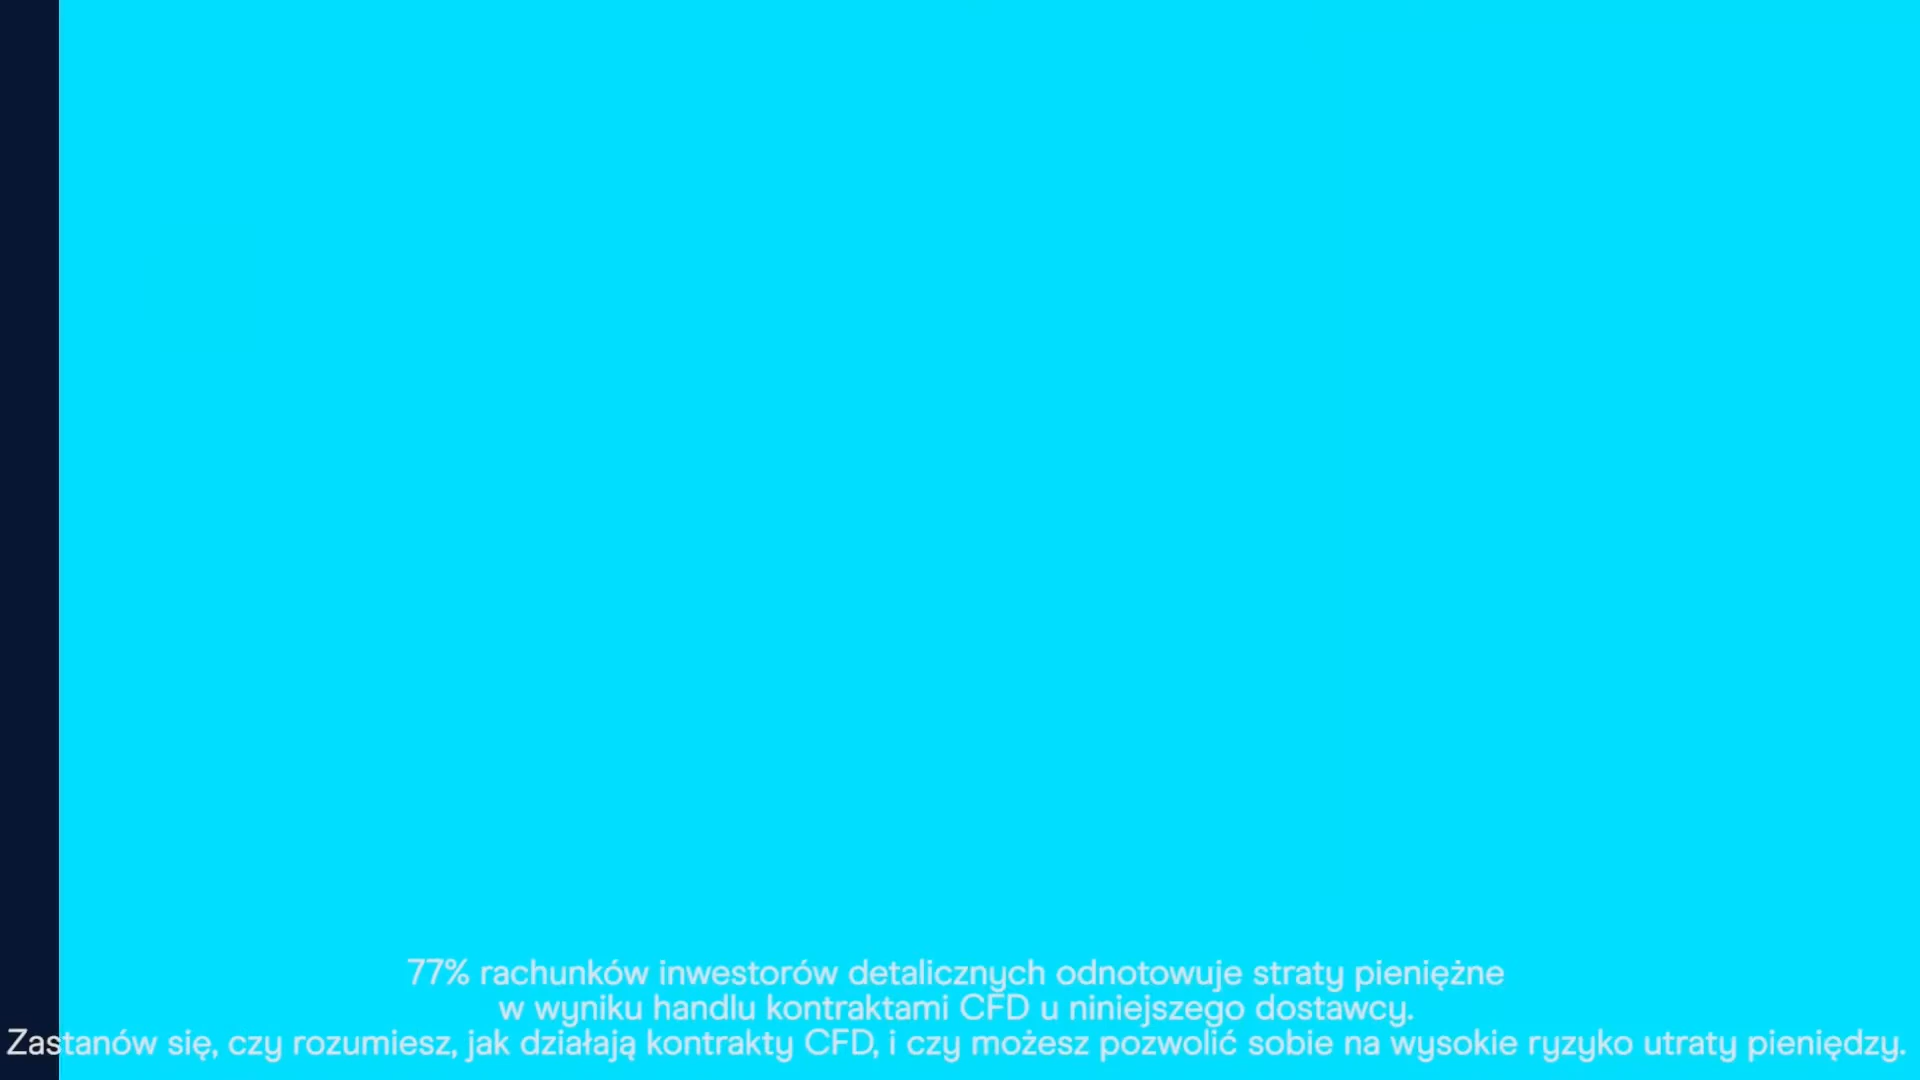 77% rachunków inwestorów detalicznych odnotowuje straty pieniężne
w wyniku handlu kontraktami CFD u niniejszego dostawcy.
Zastanów się, czy rozumiesz, jak działają kontrakty CFD, i czy możesz pozwolić sobie na wysokie ryzyko utraty pieniędzy.